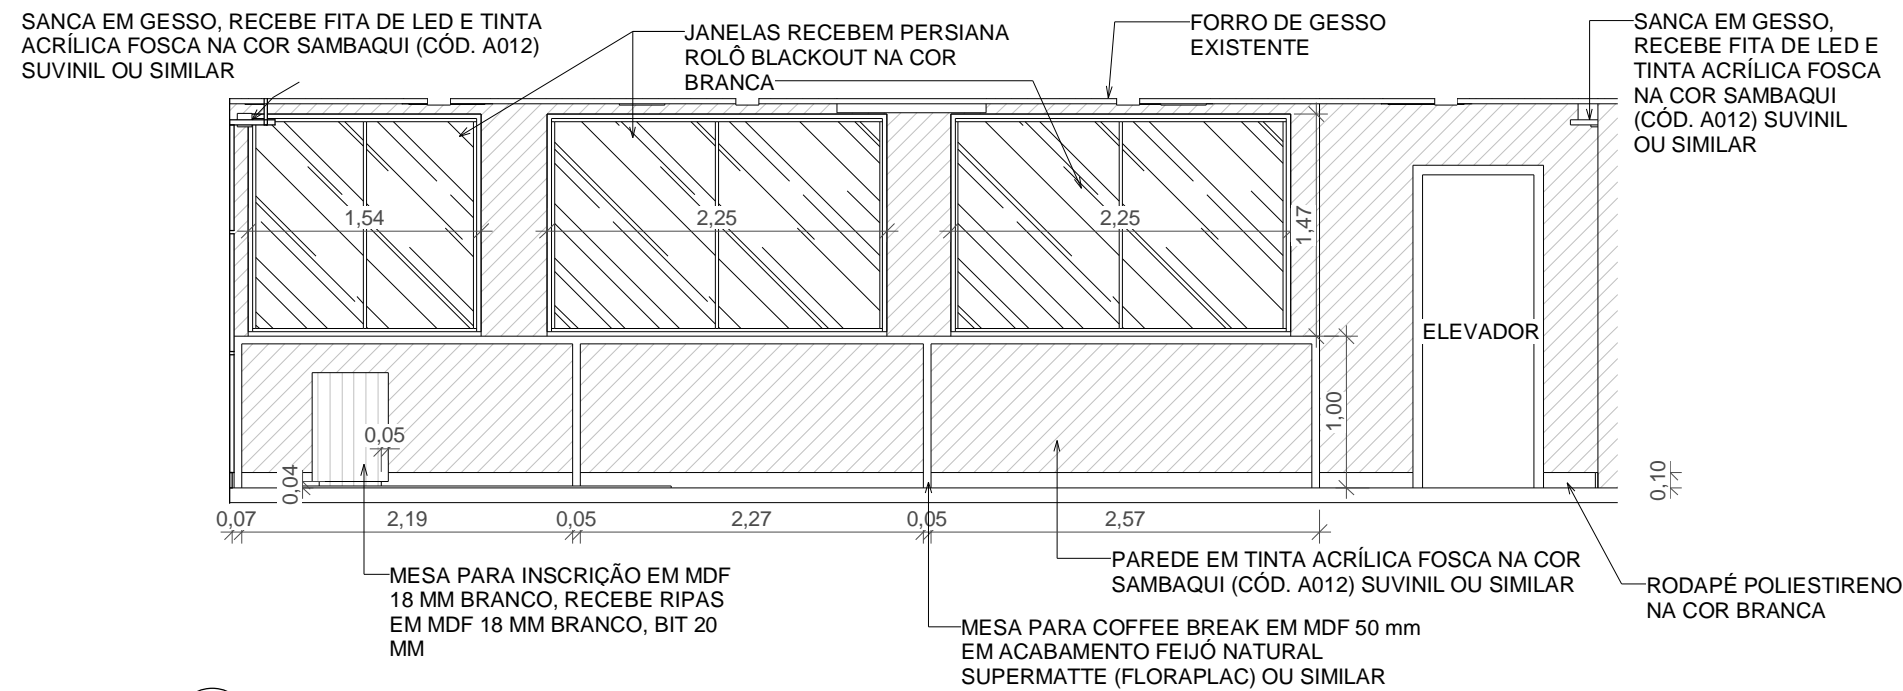 SANCA EM GESSO, RECEBE FITA DE LED E TINTA
ACRÍLICA FOSCA NA COR SAMBAQUI (CÓD. A012)
SUVINIL OU SIMILAR
JANELAS RECEBEM PERSIANA
ROLÔ BLACKOUT NA COR
BRANCA
FORRO DE GESSO
EXISTENTE
SANCA EM GESSO,
RECEBE FITA DE LED E
TINTA ACRÍLICA FOSCA
NA COR SAMBAQUI
(CÓD. A012) SUVINIL
OU SIMILAR
1,54
2,25
2,25
1,47
ELEVADOR
1,00
0,05
0,04
0,10
0,07
2,19
0,05
2,27
0,05
2,57
MESA PARA INSCRIÇÃO EM MDF
18 MM BRANCO, RECEBE RIPAS
EM MDF 18 MM BRANCO, BIT 20
MM
PAREDE EM TINTA ACRÍLICA FOSCA NA COR
SAMBAQUI (CÓD. A012) SUVINIL OU SIMILAR
MESA PARA COFFEE BREAK EM MDF 50 mm
EM ACABAMENTO FEIJÓ NATURAL
SUPERMATTE (FLORAPLAC) OU SIMILAR
RODAPÉ POLIESTIRENO
NA COR BRANCA